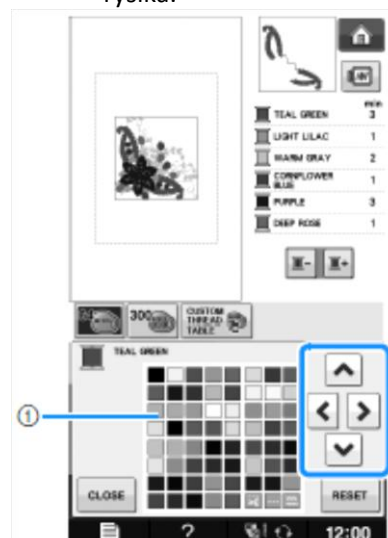 rysiku.
min
TEAL GREEN 3
LIGHT LILAC 1
WARM GRAY 2
CORNFLOWER
BLUE 1
PURPLE 3
DEEP ROSE 1
300
CUSTOM
THREAD
TABLE
TEAL GREEN
1
CLOSE
RESET
?
12:00